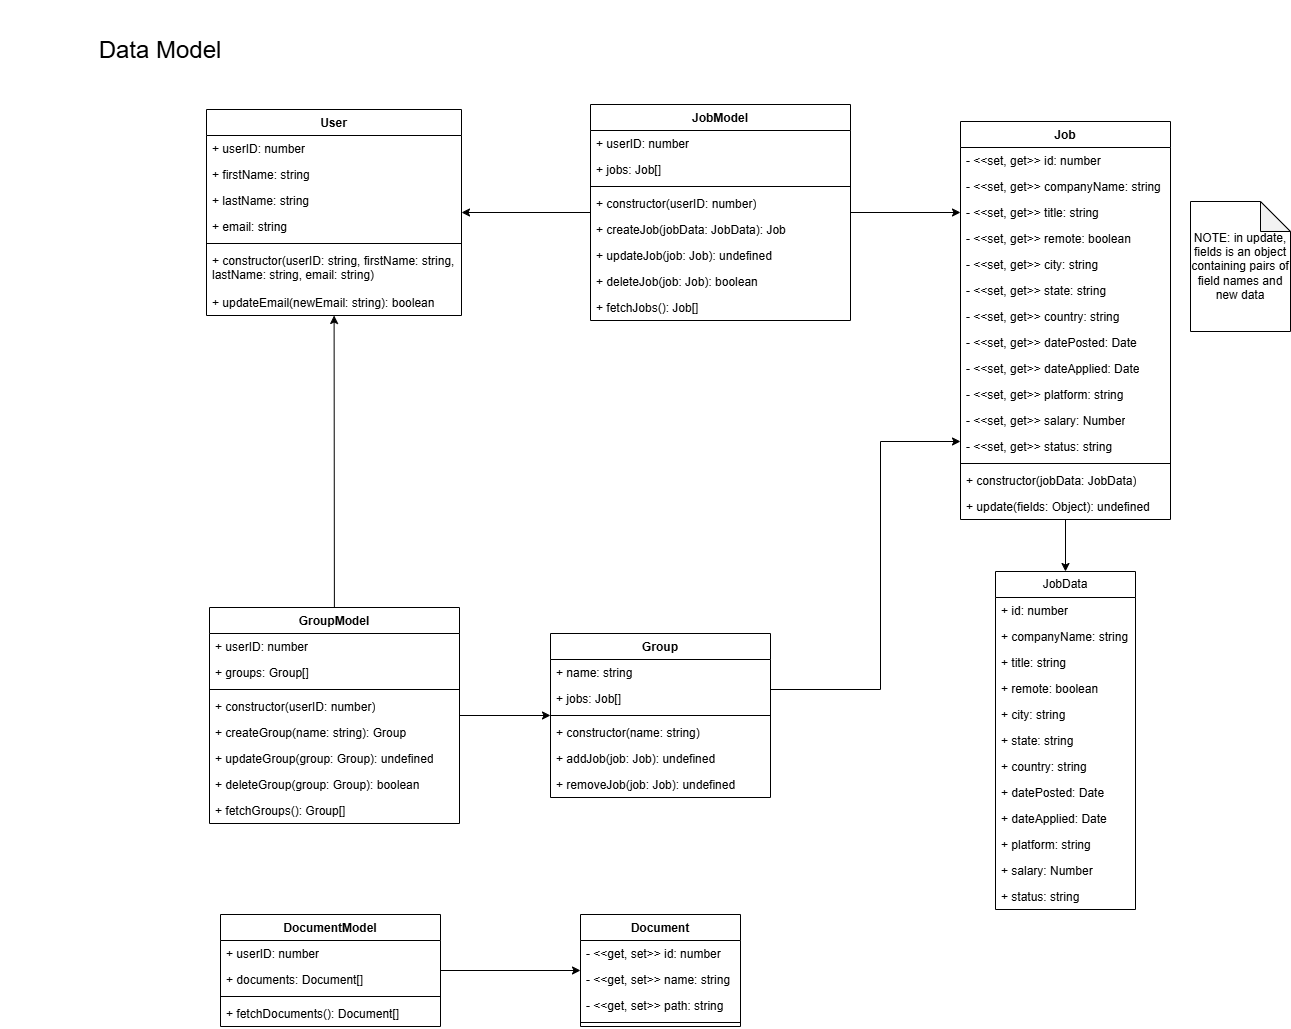 Data Model
User
+ userID: number
+ firstName: string
+ lastName: string
+ email: string
+ constructor(userID: string, firstName: string,
lastName: string, email: string)
+ updateEmail(newEmail: string): boolean
JobModel
+ userID: number
+ jobs: Job[]
+ constructor(userID: number)
+ createJob(jobData: JobData): Job
+ updateJob(job: Job): undefined
+ deleteJob(job: Job): boolean
+ fetchJobs(): Job[]
Job
- <<set, get>> id: number
- <<set, get>> companyName: string
- <<set, get>> title: string
- <<set, get>> remote: boolean
- <<set, get>> city: string
- <<set, get>> state: string
- <<set, get>> country: string
- <<set, get>> datePosted: Date
- <<set, get>> dateApplied: Date
- <<set, get>> platform: string
- <<set, get>> salary: Number
- <<set, get>> status: string
+ constructor(jobData: JobData)
+ update(fields: Object): undefined
NOTE: in update,
fields is an object
containing pairs of
field names and
new data
JobData
+ id: number
+ companyName: string
+ title: string
+ remote: boolean
+ city: string
+ state: string
+ country: string
+ datePosted: Date
+ dateApplied: Date
+ platform: string
+ salary: Number
+ status: string
GroupModel
+ userID: number
+ groups: Group[]
+ constructor(userID: number)
+ createGroup(name: string): Group
+ updateGroup(group: Group): undefined
+ deleteGroup(group: Group): boolean
+ fetchGroups(): Group[]
Group
+ name: string
+ jobs: Job[]
+ constructor(name: string)
+ addJob(job: Job): undefined
+ removeJob(job: Job): undefined
DocumentModel
+ userID: number
+ documents: Document[]
+ fetchDocuments(): Document[]
Document
- <<get, set>> id: number
- <<get, set>> name: string
- <<get, set>> path: string